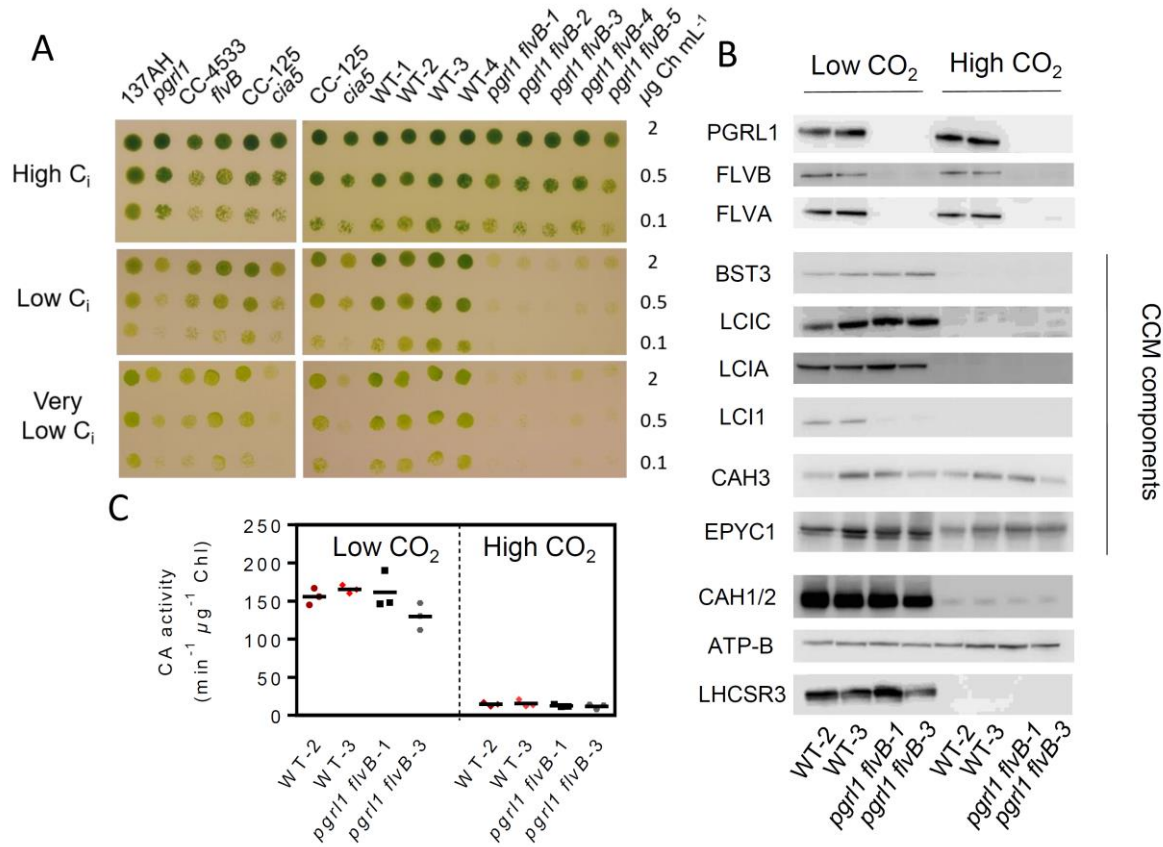 A
137AH
pgrl1
CC-4533
flvB
CC-125
cia5
CC-125
cia5
WT-1
WT-2
WT-3
WT-4
pgrl1 flvB-1
pgrl1 flvB-2
pgrl1 flvB-3
pgrl1 flvB-4
pgrl1 flvB-5
µg Ch mL⁻¹
High Cᵢ
2
0.5
0.1
Low Cᵢ
2
0.5
0.1
Very
Low Cᵢ
2
0.5
0.1
B
Low CO₂
High CO₂
PGRL1
FLVB
FLVA
BST3
LCIC
LCIA
LCI1
CAH3
EPYC1
CAH1/2
ATP-B
LHCSR3
CCM components
WT-2
WT-3
pgrl1 flvB-1
pgrl1 flvB-3
WT-2
WT-3
pgrl1 flvB-1
pgrl1 flvB-3
C
CA activity
(min⁻¹ µg⁻¹ Chl)
250
200
150
100
50
0
Low CO₂
High CO₂
WT-2
WT-3
pgrl1 flvB-1
pgrl1 flvB-3
WT-2
WT-3
pgrl1 flvB-1
pgrl1 flvB-3